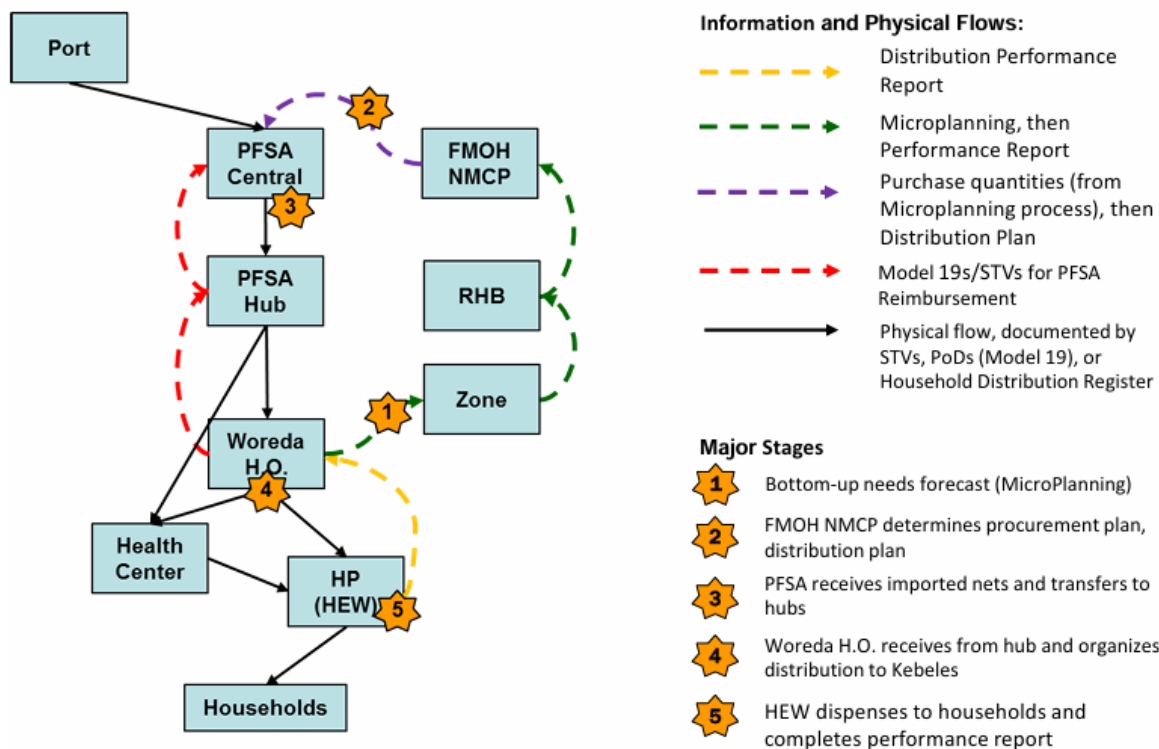 Port
PFSA
Central
2
FMOH
NMCP
3
PFSA
Hub
RHB
Zone
1
Woreda
H.O.
4
Health
Center
HP
(HEW)
5
Households
Information and Physical Flows:
Distribution Performance
Report
Microplanning, then
Performance Report
Purchase quantities (from
Microplanning process), then
Distribution Plan
Model 19s/STVs for PFSA
Reimbursement
Physical flow, documented by
STVs, PoDs (Model 19), or
Household Distribution Register
Major Stages
1 Bottom-up needs forecast (MicroPlanning)
2 FMOH NMCP determines procurement plan,
distribution plan
3 PFSA receives imported nets and transfers to
hubs
4 Woreda H.O. receives from hub and organizes
distribution to Kebeles
5 HEW dispenses to households and
completes performance report